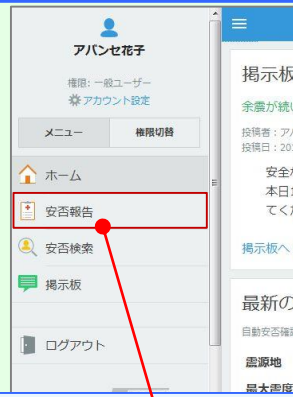 アバンセ花子
権限: 一般ユーザー
アカウント設定
メニュー 権限切替
ホーム
安否報告
安否検索
掲示板
ログアウト
掲示板
余震が続い
投稿者：ア
投稿日：20
安全
本日
てくだ
掲示板へ
最新の
自動安否確認
震源地
最大震度